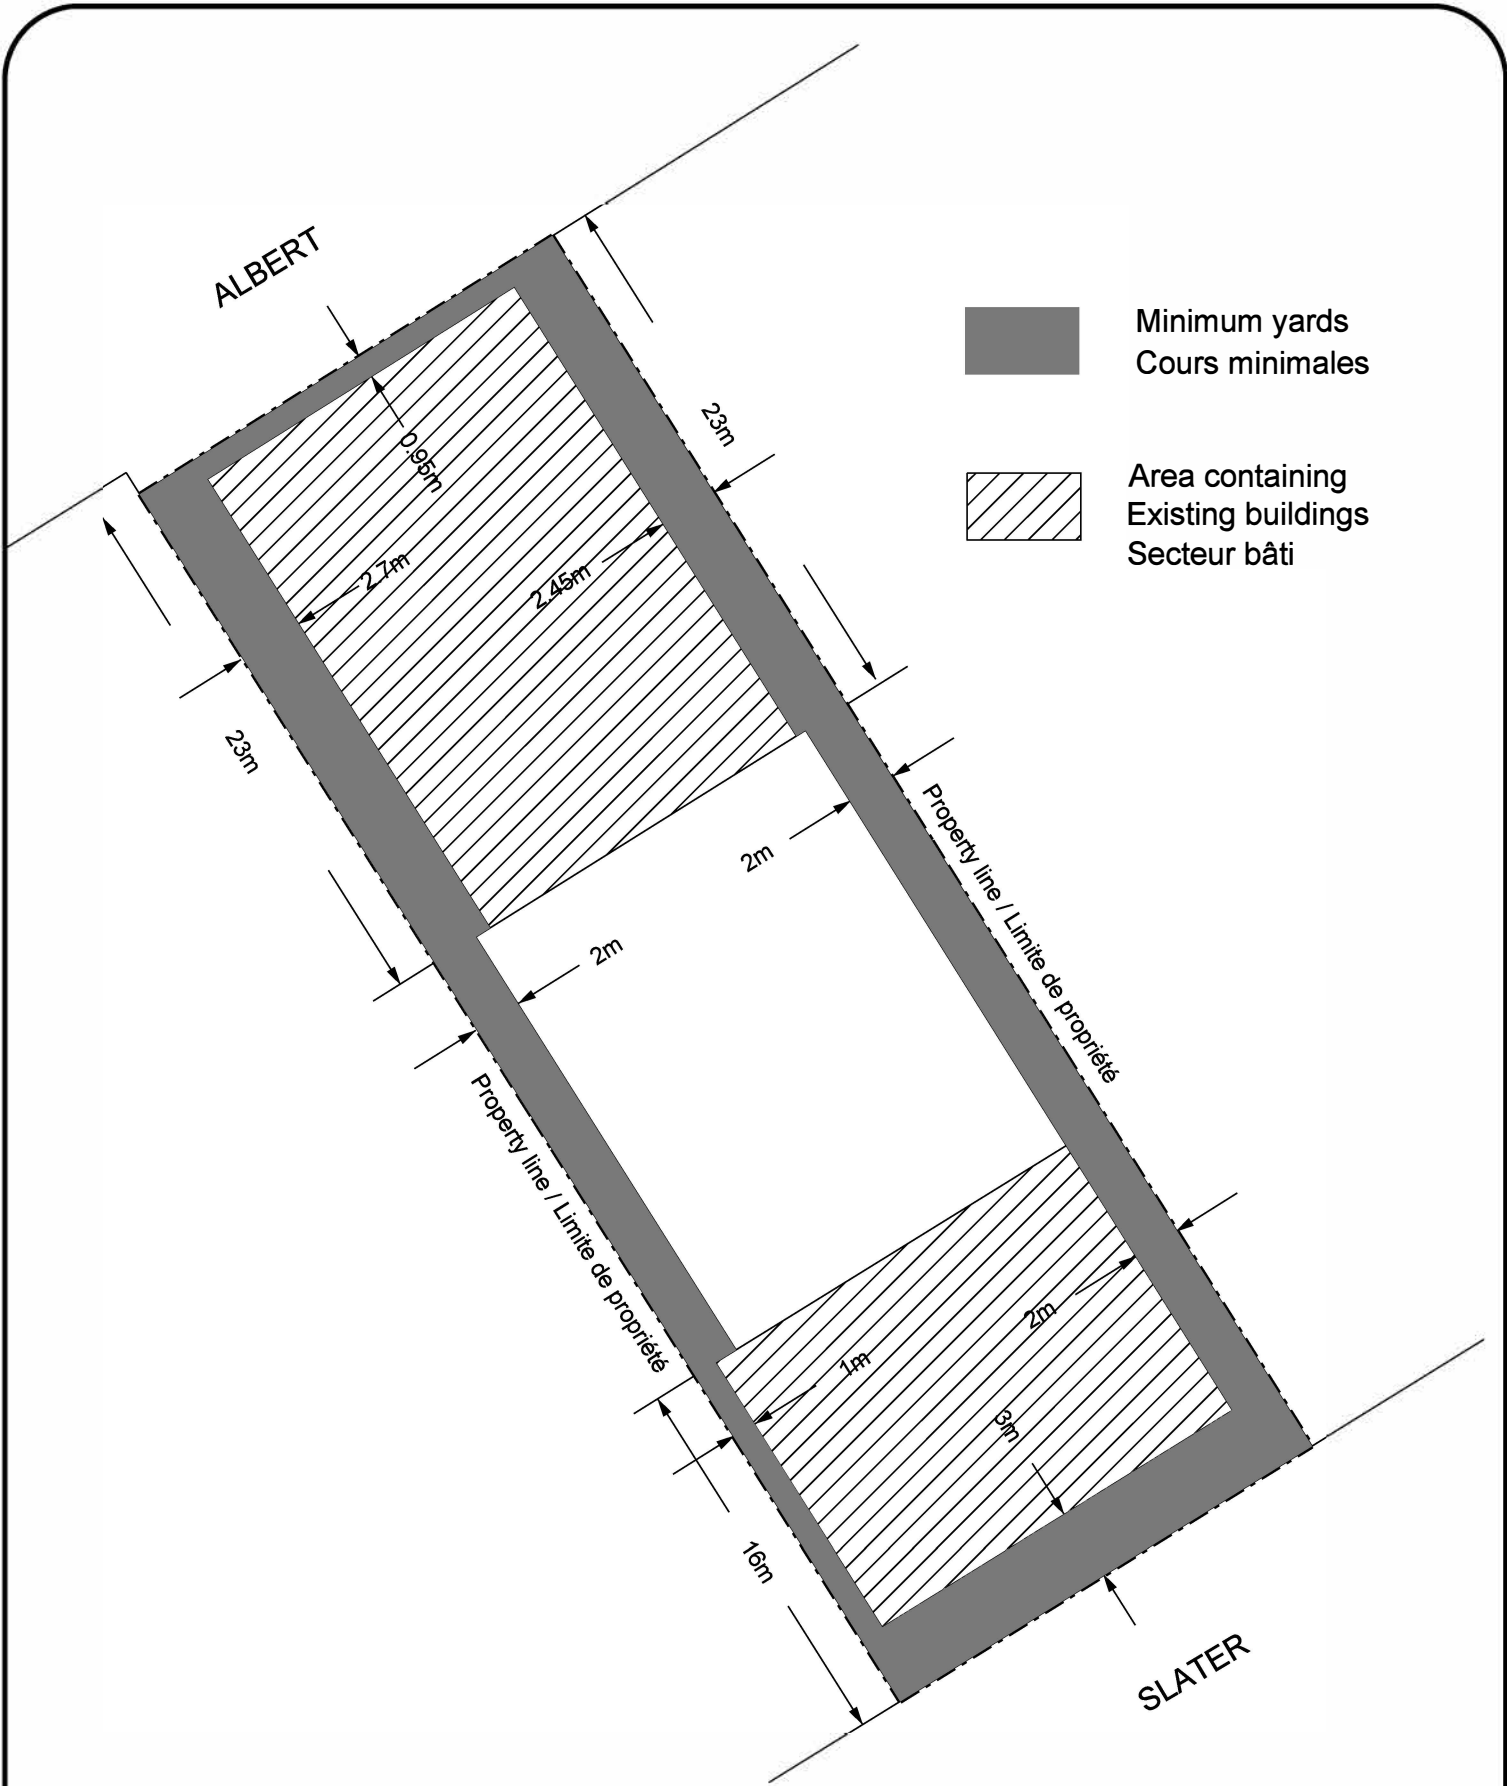 ALBERT
Minimum yards
Cours minimales
23m
0.95m
Area containing
Existing buildings
Secteur bâti
2.7m
2.45m
23m
2m
Property line / Limite de propriété
2m
Property line / Limite de propriété
2m
1m
3m
16m
SLATER